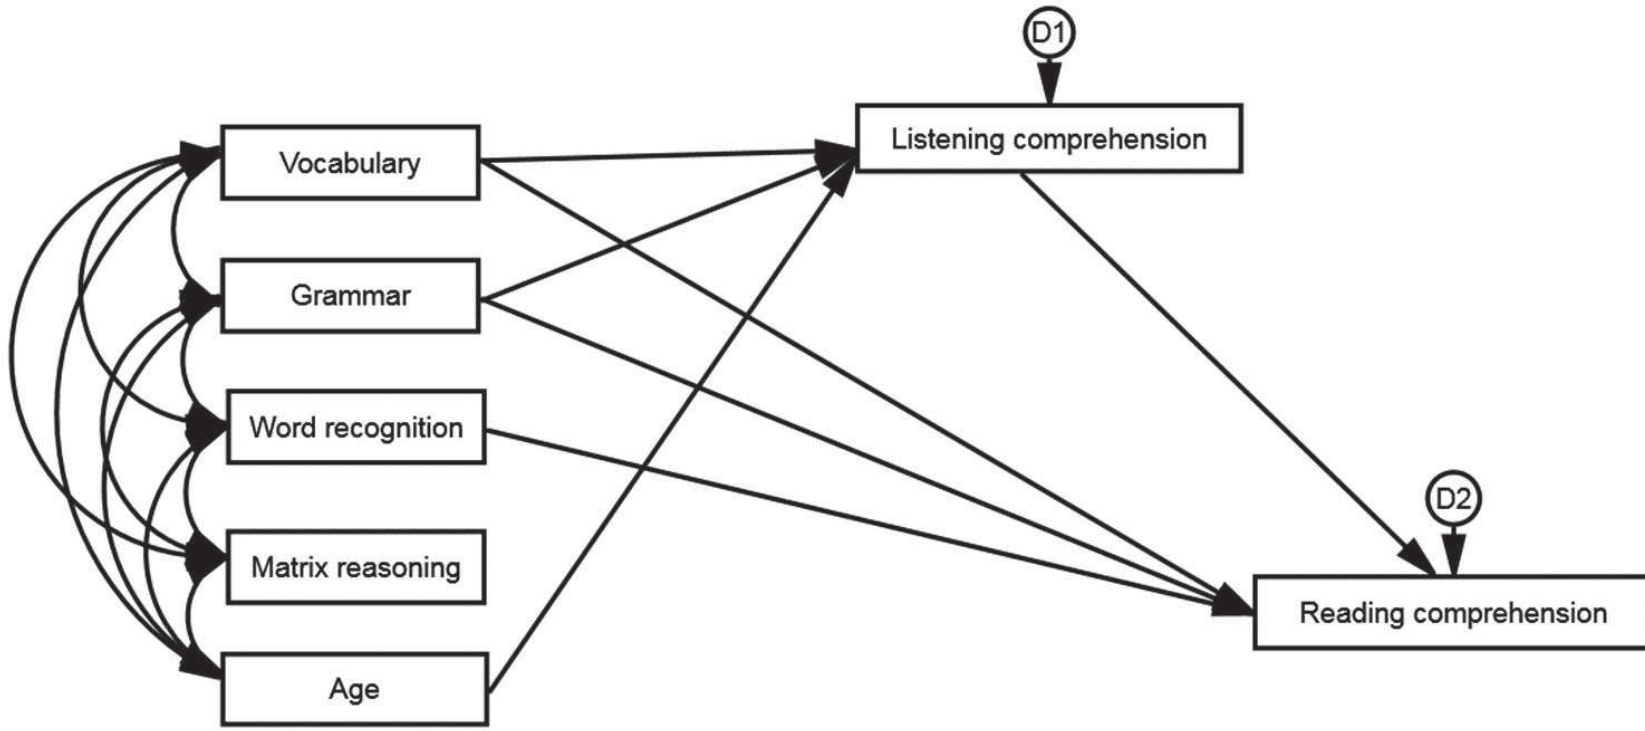 D1
Listening comprehension
Vocabulary
Grammar
Word recognition
Matrix reasoning
Age
D2
Reading comprehension